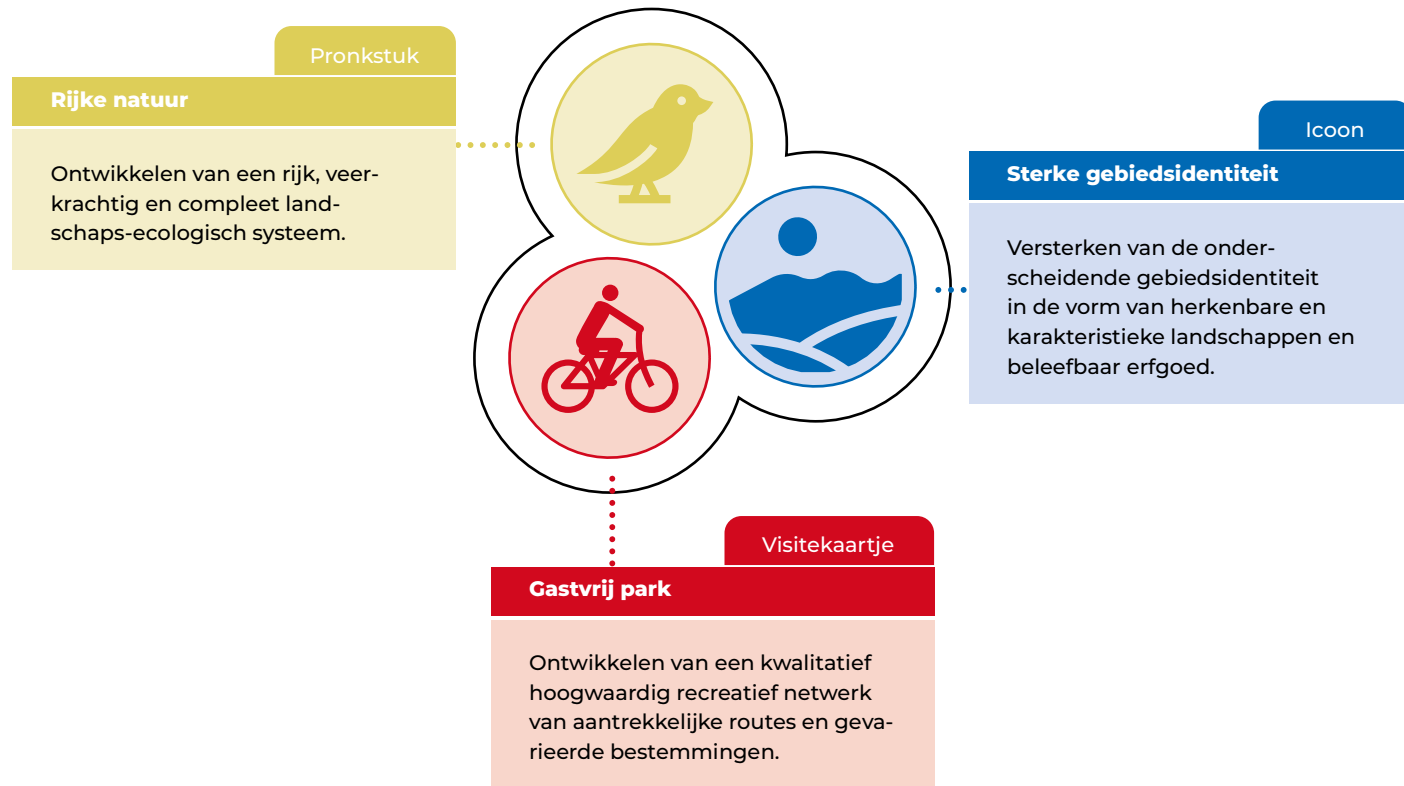 Pronkstuk
Rijke natuur
Ontwikkelen van een rijk, veer-
krachtig en compleet land-
schaps-ecologisch systeem.
Icoon
Sterke gebiedsidentiteit
Versterken van de onder-
scheidende gebiedsidentiteit
in de vorm van herkenbare en
karakteristieke landschappen en
beleefbaar erfgoed.
Visitekaartje
Gastvrij park
Ontwikkelen van een kwalitatief
hoogwaardig recreatief netwerk
van aantrekkelijke routes en geva-
rieerde bestemmingen.